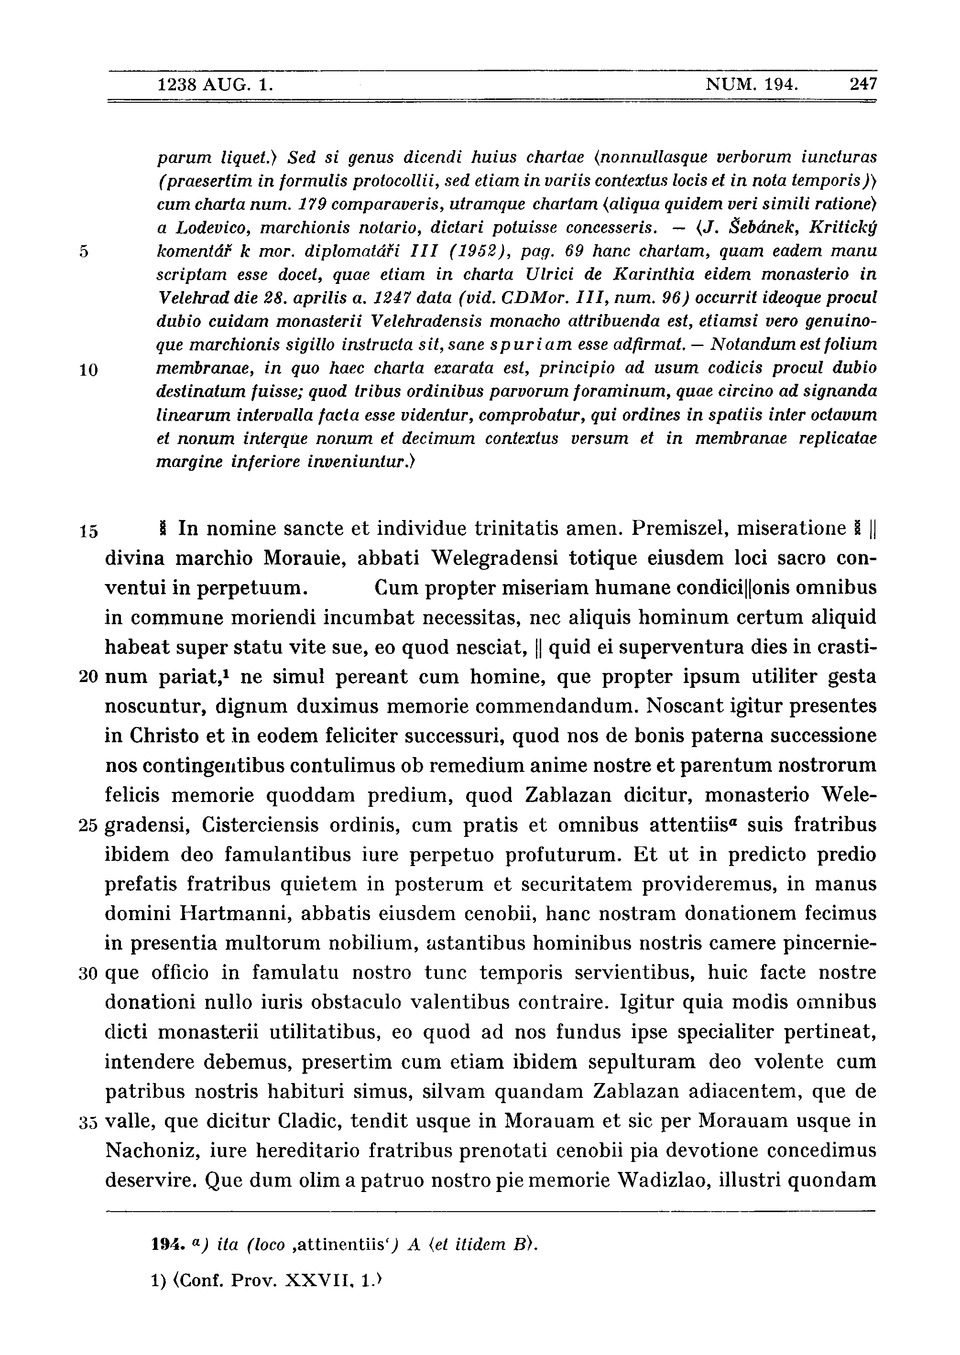 1238 AUG. 1. NUM. 194. 247
parum liquet.⟩ Sed si genus dicendi huius chartae ⟨nonnullasque verborum iuncturas
(praesertim in formulis protocollii, sed etiam in variis contextus locis et in nota temporis)⟩
cum charta num. 179 comparaveris, utramque chartam ⟨aliqua quidem veri simili ratione⟩
a Lodevico, marchionis notario, dictari potuisse concesseris. — ⟨J. Šebánek, Kritický
5 komentář k mor. diplomatáři III (1952), pag. 69 hanc chartam, quam eadem manu
scriptam esse docet, quae etiam in charta Ulrici de Karinthia eidem monasterio in
Velehrad die 28. aprilis a. 1247 data (vid. CDMor. III, num. 96) occurrit ideoque procul
dubio cuidam monasterii Velehradensis monacho attribuenda est, etiamsi vero genuino-
que marchionis sigillo instructa sit, sane spuriam esse adfirmat. — Notandum est folium
10 membranae, in quo haec charta exarata est, principio ad usum codicis procul dubio
destinatum fuisse; quod tribus ordinibus parvorum foraminum, quae circino ad signanda
linearum intervalla facta esse videntur, comprobatur, qui ordines in spatiis inter octavum
et nonum interque nonum et decimum contextus versum et in membranae replicatae
margine inferiore inveniuntur.⟩
15 ⁞ In nomine sancte et individue trinitatis amen. Premiszel, miseratione ⁞ ||
divina marchio Morauie, abbati Welegradensi totique eiusdem loci sacro con-
ventui in perpetuum. Cum propter miseriam humane condici||onis omnibus
in commune moriendi incumbat necessitas, nec aliquis hominum certum aliquid
habeat super statu vite sue, eo quod nesciat, || quid ei superventura dies in crasti-
20 num pariat,¹ ne simul pereant cum homine, que propter ipsum utiliter gesta
noscuntur, dignum duximus memorie commendandum. Noscant igitur presentes
in Christo et in eodem feliciter successuri, quod nos de bonis paterna successione
nos contingentibus contulimus ob remedium anime nostre et parentum nostrorum
felicis memorie quoddam predium, quod Zablazan dicitur, monasterio Wele-
25 gradensi, Cisterciensis ordinis, cum pratis et omnibus attentiisᵃ suis fratribus
ibidem deo famulantibus iure perpetuo profuturum. Et ut in predicto predio
prefatis fratribus quietem in posterum et securitatem provideremus, in manus
domini Hartmanni, abbatis eiusdem cenobii, hanc nostram donationem fecimus
in presentia multorum nobilium, astantibus hominibus nostris camere pincernie-
30 que officio in famulatu nostro tunc temporis servientibus, huic facte nostre
donationi nullo iuris obstaculo valentibus contraire. Igitur quia modis omnibus
dicti monasterii utilitatibus, eo quod ad nos fundus ipse specialiter pertineat,
intendere debemus, presertim cum etiam ibidem sepulturam deo volente cum
patribus nostris habituri simus, silvam quandam Zablazan adiacentem, que de
35 valle, que dicitur Cladic, tendit usque in Morauam et sic per Morauam usque in
Nachoniz, iure hereditario fratribus prenotati cenobii pia devotione concedimus
deservire. Que dum olim a patruo nostro pie memorie Wadizlao, illustri quondam
194. ᵃ) ita (loco ‚attinentiis‘) A ⟨et itidem B⟩.
1) ⟨Conf. Prov. XXVII, 1.⟩